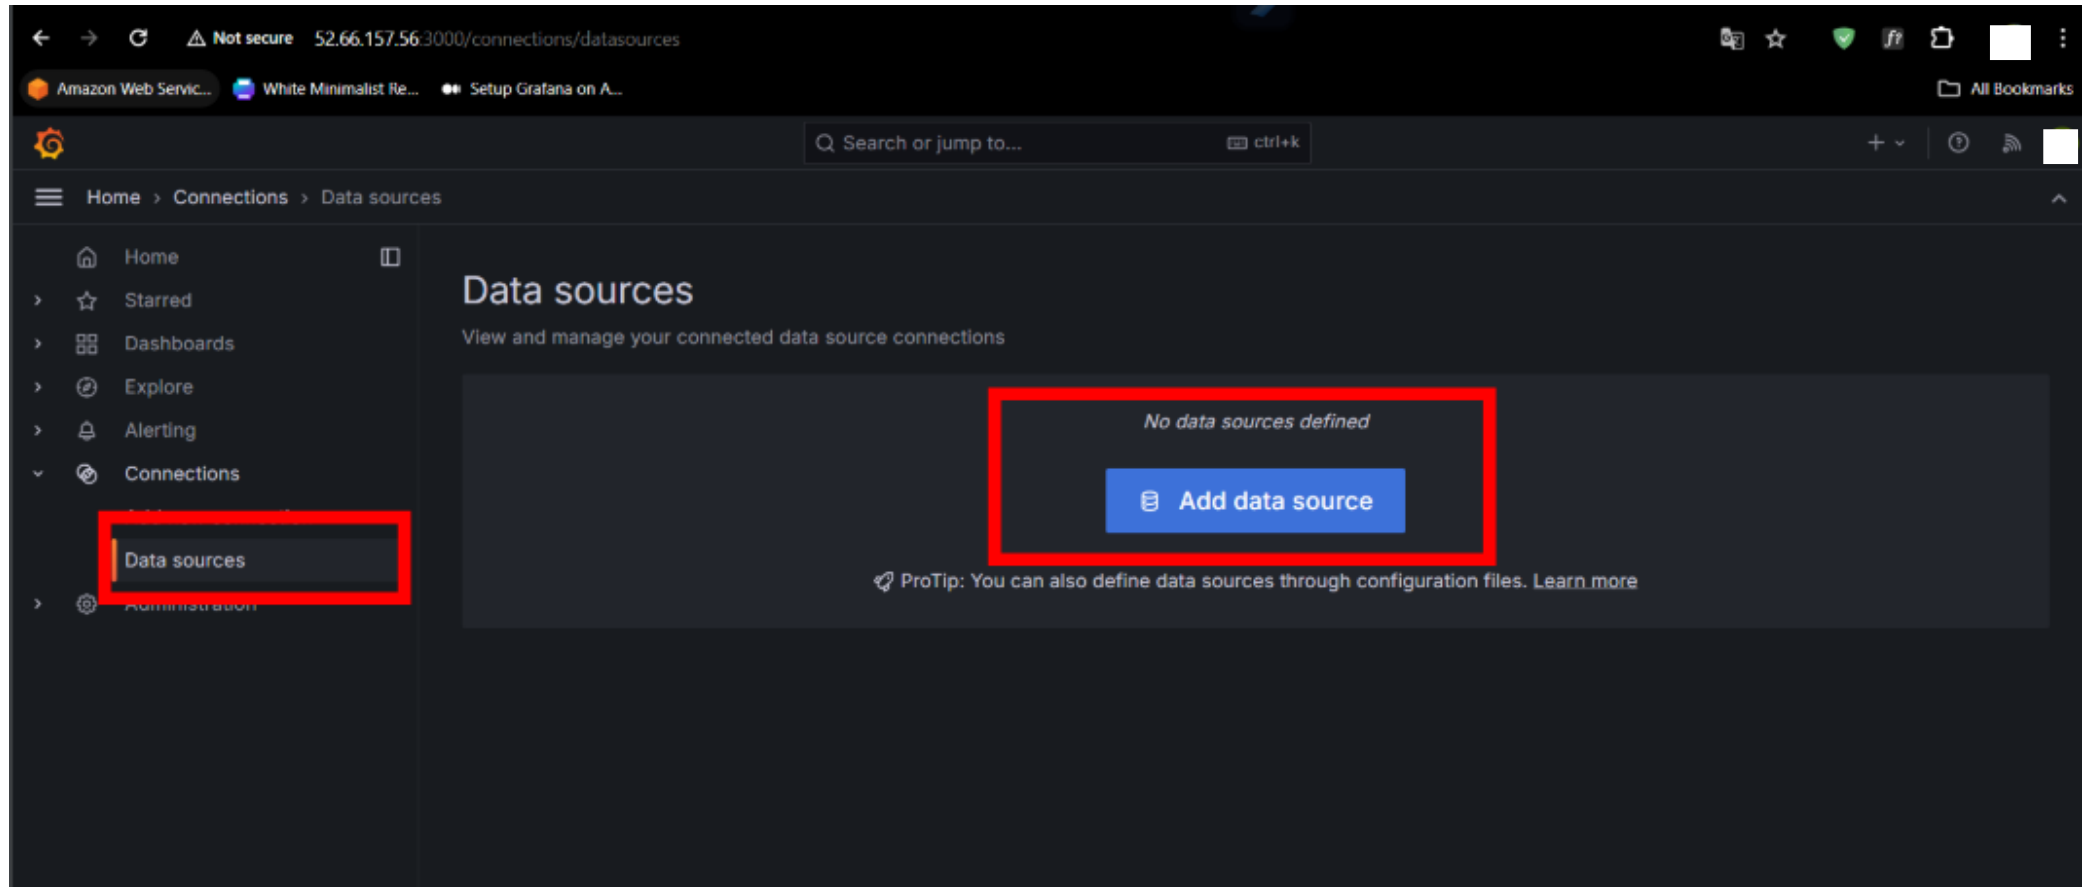 Not secure 52.66.157.56:3000/connections/datasources
Amazon Web Servic... White Minimalist Re... Setup Grafana on A... All Bookmarks
Search or jump to... ctrl+k
Home > Connections > Data sources
Home
Starred
Dashboards
Explore
Alerting
Connections
Data sources
Administration
Data sources
View and manage your connected data source connections
No data sources defined
Add data source
ProTip: You can also define data sources through configuration files. Learn more